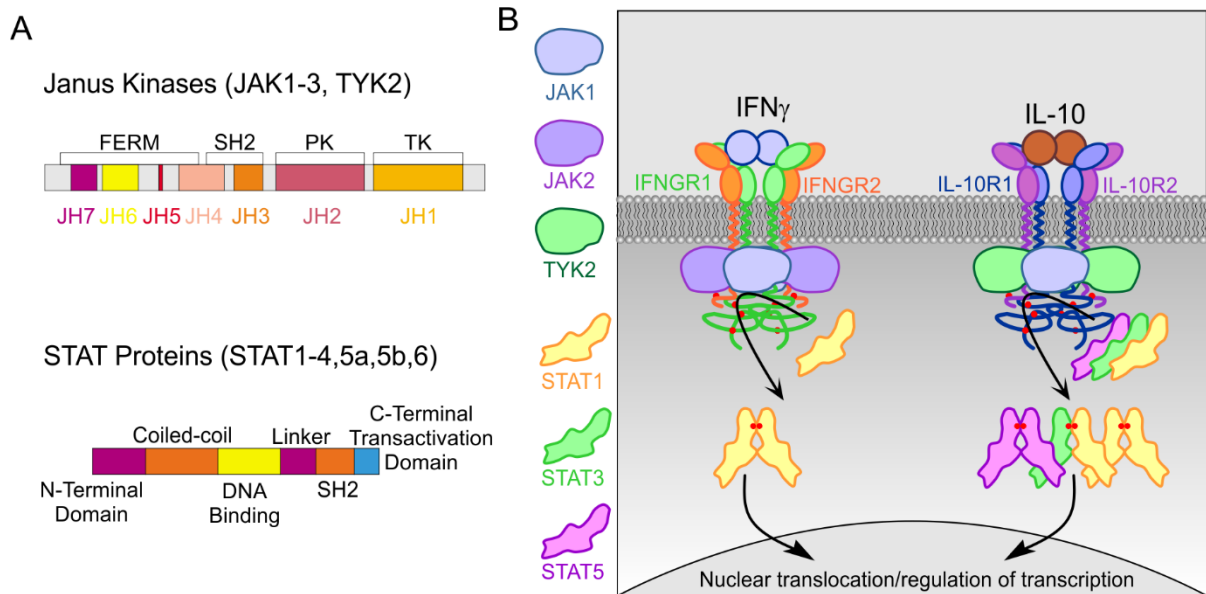 A
Janus Kinases (JAK1-3, TYK2)
FERM SH2 PK TK
JH7 JH6 JH5 JH4 JH3 JH2 JH1
STAT Proteins (STAT1-4,5a,5b,6)
C-Terminal
Coiled-coil Linker Transactivation
Domain
N-Terminal DNA SH2
Domain Binding
B
JAK1
JAK2
TYK2
STAT1
STAT3
STAT5
IFNγ IL-10
IFNGR1 IFNGR2 IL-10R1 IL-10R2
Nuclear translocation/regulation of transcription